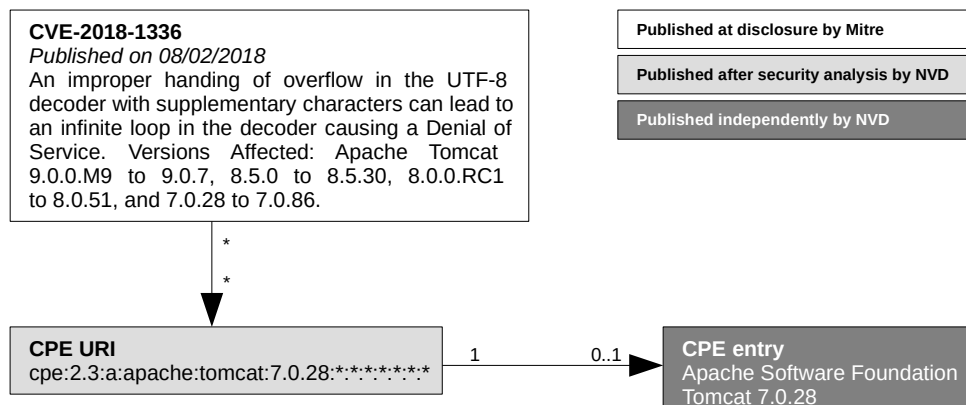 CVE-2018-1336
Published on 08/02/2018
An improper handing of overflow in the UTF-8
decoder with supplementary characters can lead to
an infinite loop in the decoder causing a Denial of
Service. Versions Affected: Apache Tomcat
9.0.0.M9 to 9.0.7, 8.5.0 to 8.5.30, 8.0.0.RC1
to 8.0.51, and 7.0.28 to 7.0.86.
Published at disclosure by Mitre
Published after security analysis by NVD
Published independently by NVD
*
*
CPE URI
cpe:2.3:a:apache:tomcat:7.0.28:*:*:*:*:*:*:*
1
0..1
CPE entry
Apache Software Foundation
Tomcat 7.0.28